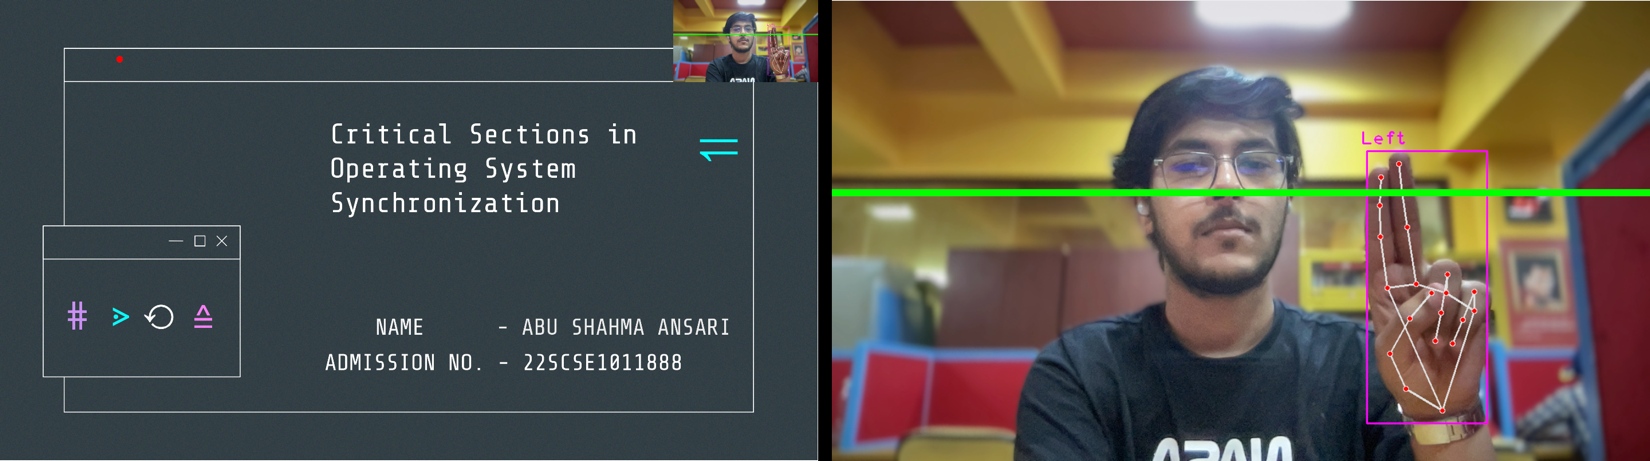 Critical Sections in
Operating System
Synchronization
NAME - ABU SHAHMA ANSARI
ADMISSION NO. - 22SCSE1011888
Left